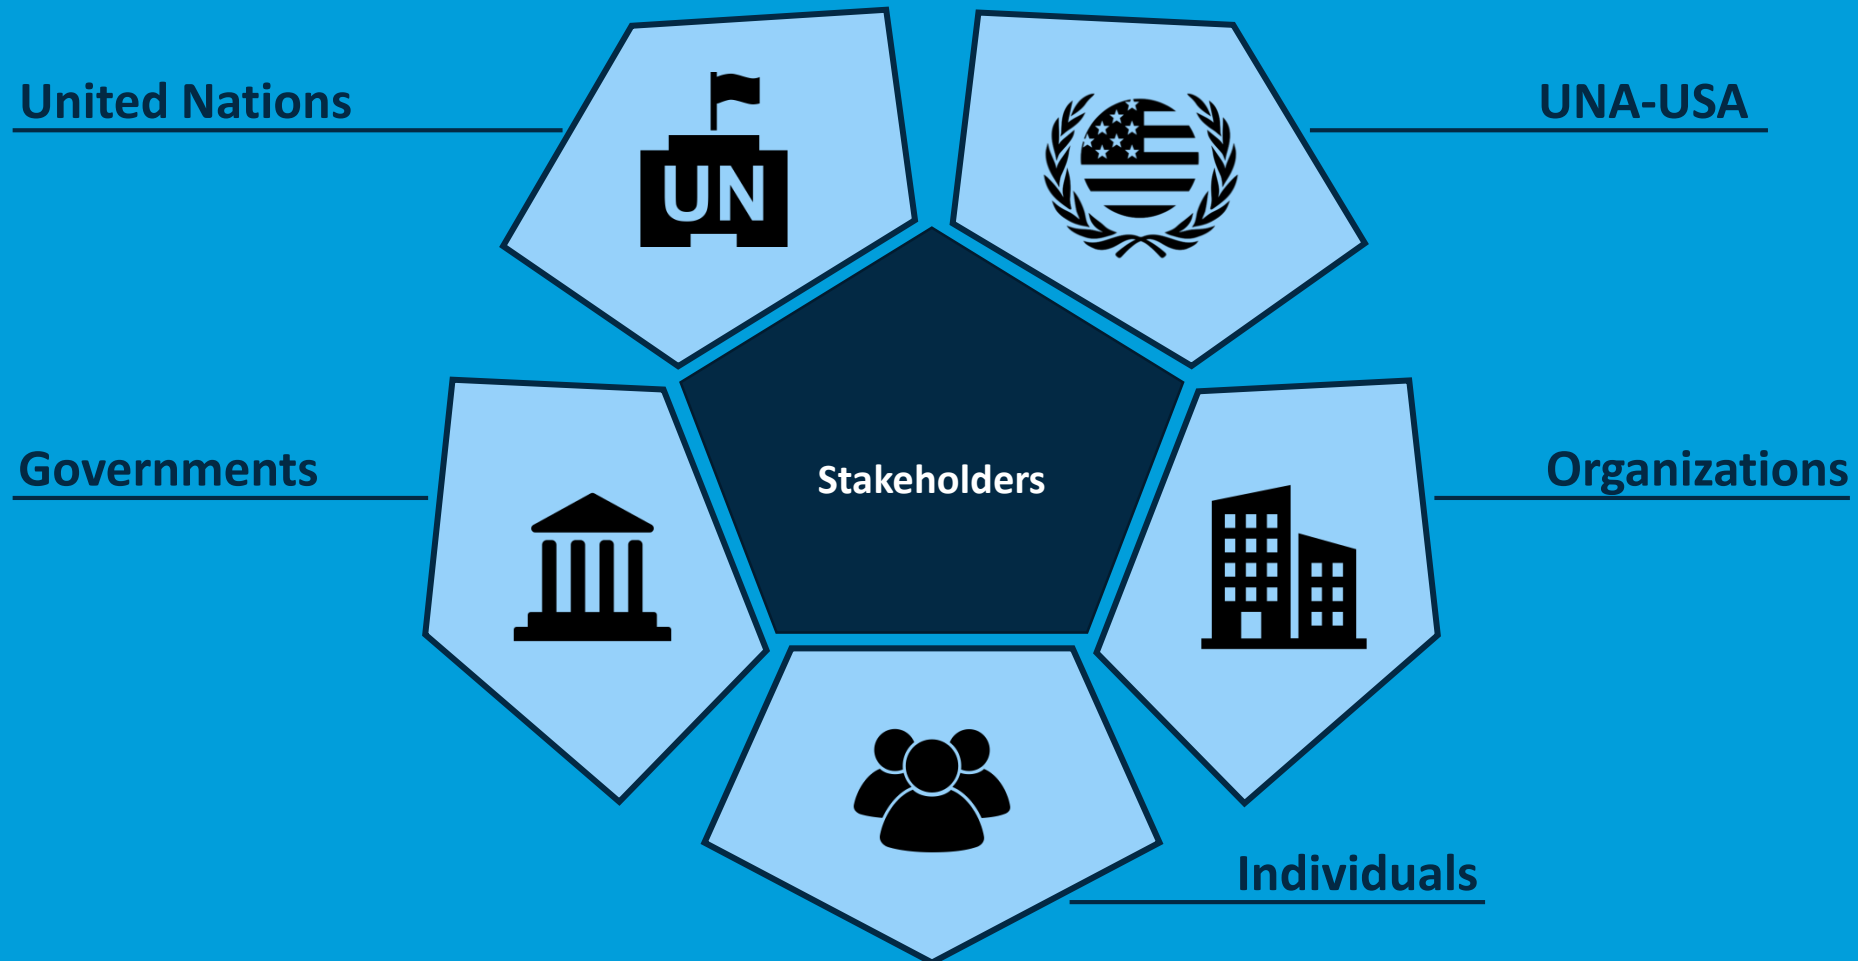 United Nations
UNA-USA
UN
Governments
Stakeholders
Organizations
Individuals